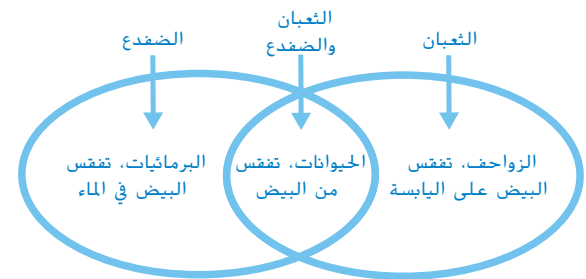 الثعبان
الثعبان
والضفدع
الضفدع
الزواحف، تفقس
البيض على اليابسة
الحيوانات، تفقس
من البيض
البرمائيات، تفقس
البيض في الماء